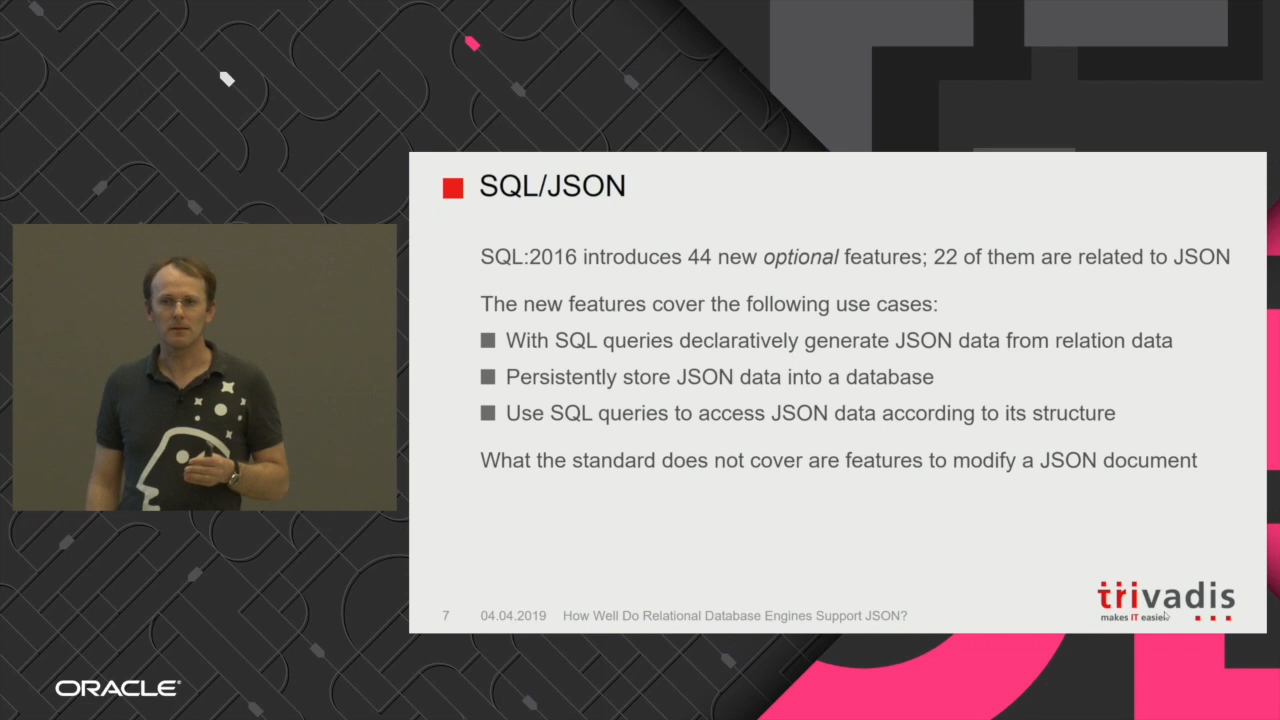 SQL/JSON
SQL:2016 introduces 44 new optional features; 22 of them are related to JSON
The new features cover the following use cases:
With SQL queries declaratively generate JSON data from relation data
Persistently store JSON data into a database
Use SQL queries to access JSON data according to its structure
What the standard does not cover are features to modify a JSON document
7 04.04.2019 How Well Do Relational Database Engines Support JSON?
trivadis
makes IT easier.
ORACLE®